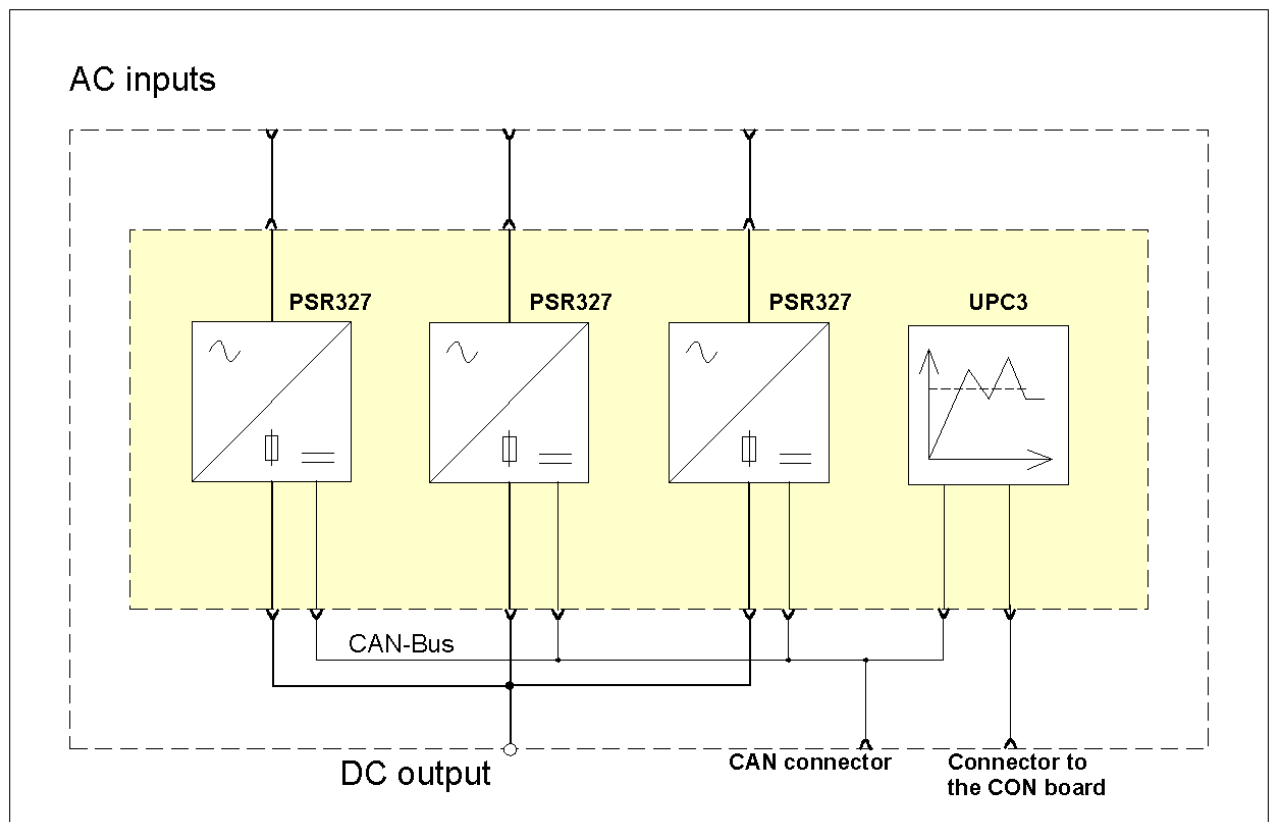 AC inputs
PSR327
PSR327
PSR327
UPC3
CAN-Bus
DC output
CAN connector
Connector to
the CON board